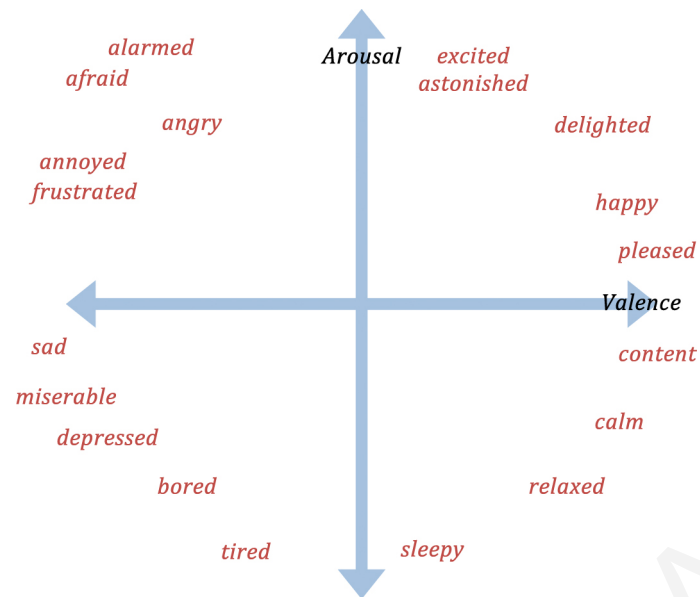 alarmed
Arousal
excited
afraid
astonished
angry
delighted
annoyed
frustrated
happy
pleased
Valence
sad
content
miserable
calm
depressed
bored
relaxed
tired
sleepy